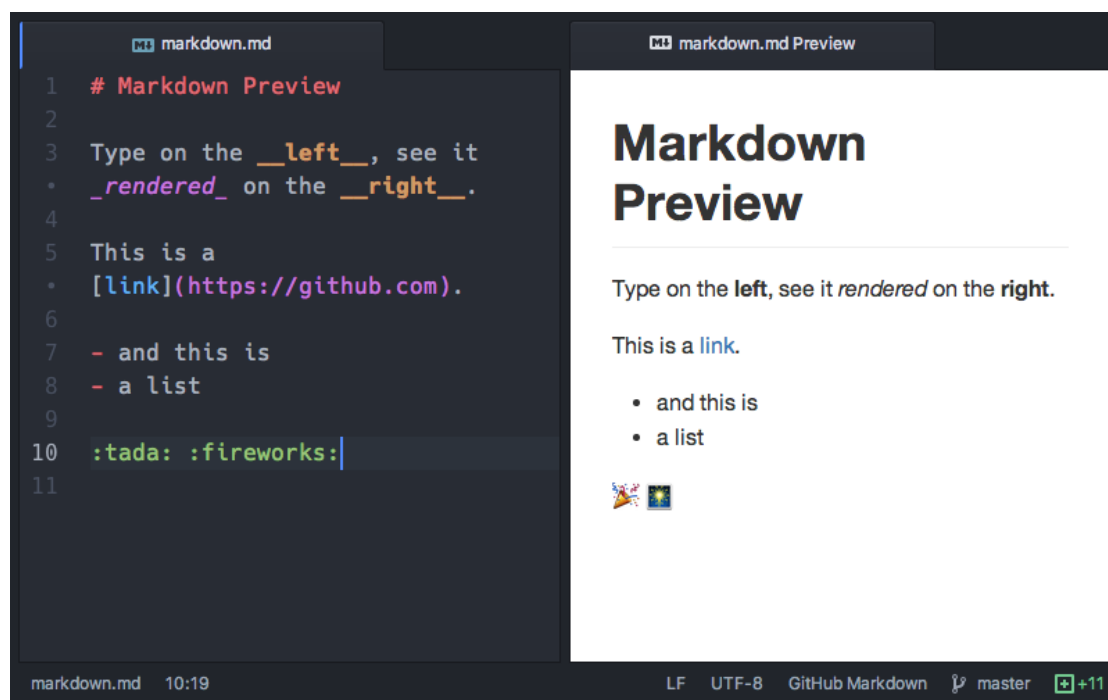 markdown.md
1 # Markdown Preview
2
3 Type on the __left__, see it
• _rendered_ on the __right__.
4
5 This is a
• [link](https://github.com).
6
7 - and this is
8 - a list
9
10 :tada: :fireworks:
11
markdown.md Preview
Markdown
Preview
Type on the left, see it rendered on the right.
This is a link.
• and this is
• a list
🎉 🎆
markdown.md 10:19 LF UTF-8 GitHub Markdown master +11